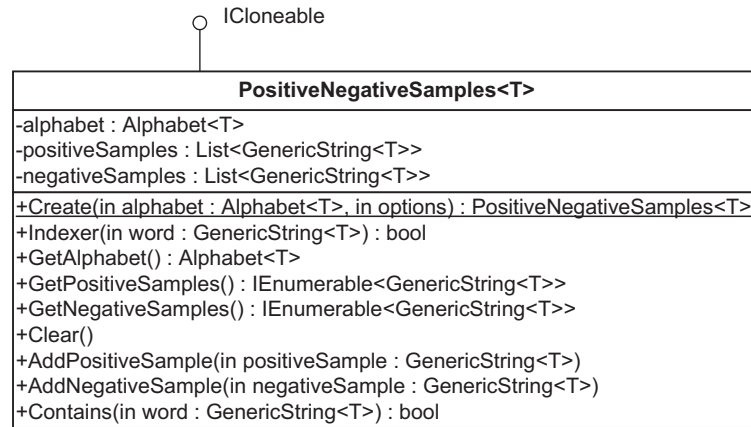 ICloneable
PositiveNegativeSamples<T>
-alphabet : Alphabet<T>
-positiveSamples : List<GenericString<T>>
-negativeSamples : List<GenericString<T>>
+Create(in alphabet : Alphabet<T>, in options) : PositiveNegativeSamples<T>
+Indexer(in word : GenericString<T>) : bool
+GetAlphabet() : Alphabet<T>
+GetPositiveSamples() : IEnumerable<GenericString<T>>
+GetNegativeSamples() : IEnumerable<GenericString<T>>
+Clear()
+AddPositiveSample(in positiveSample : GenericString<T>)
+AddNegativeSample(in negativeSample : GenericString<T>)
+Contains(in word : GenericString<T>) : bool